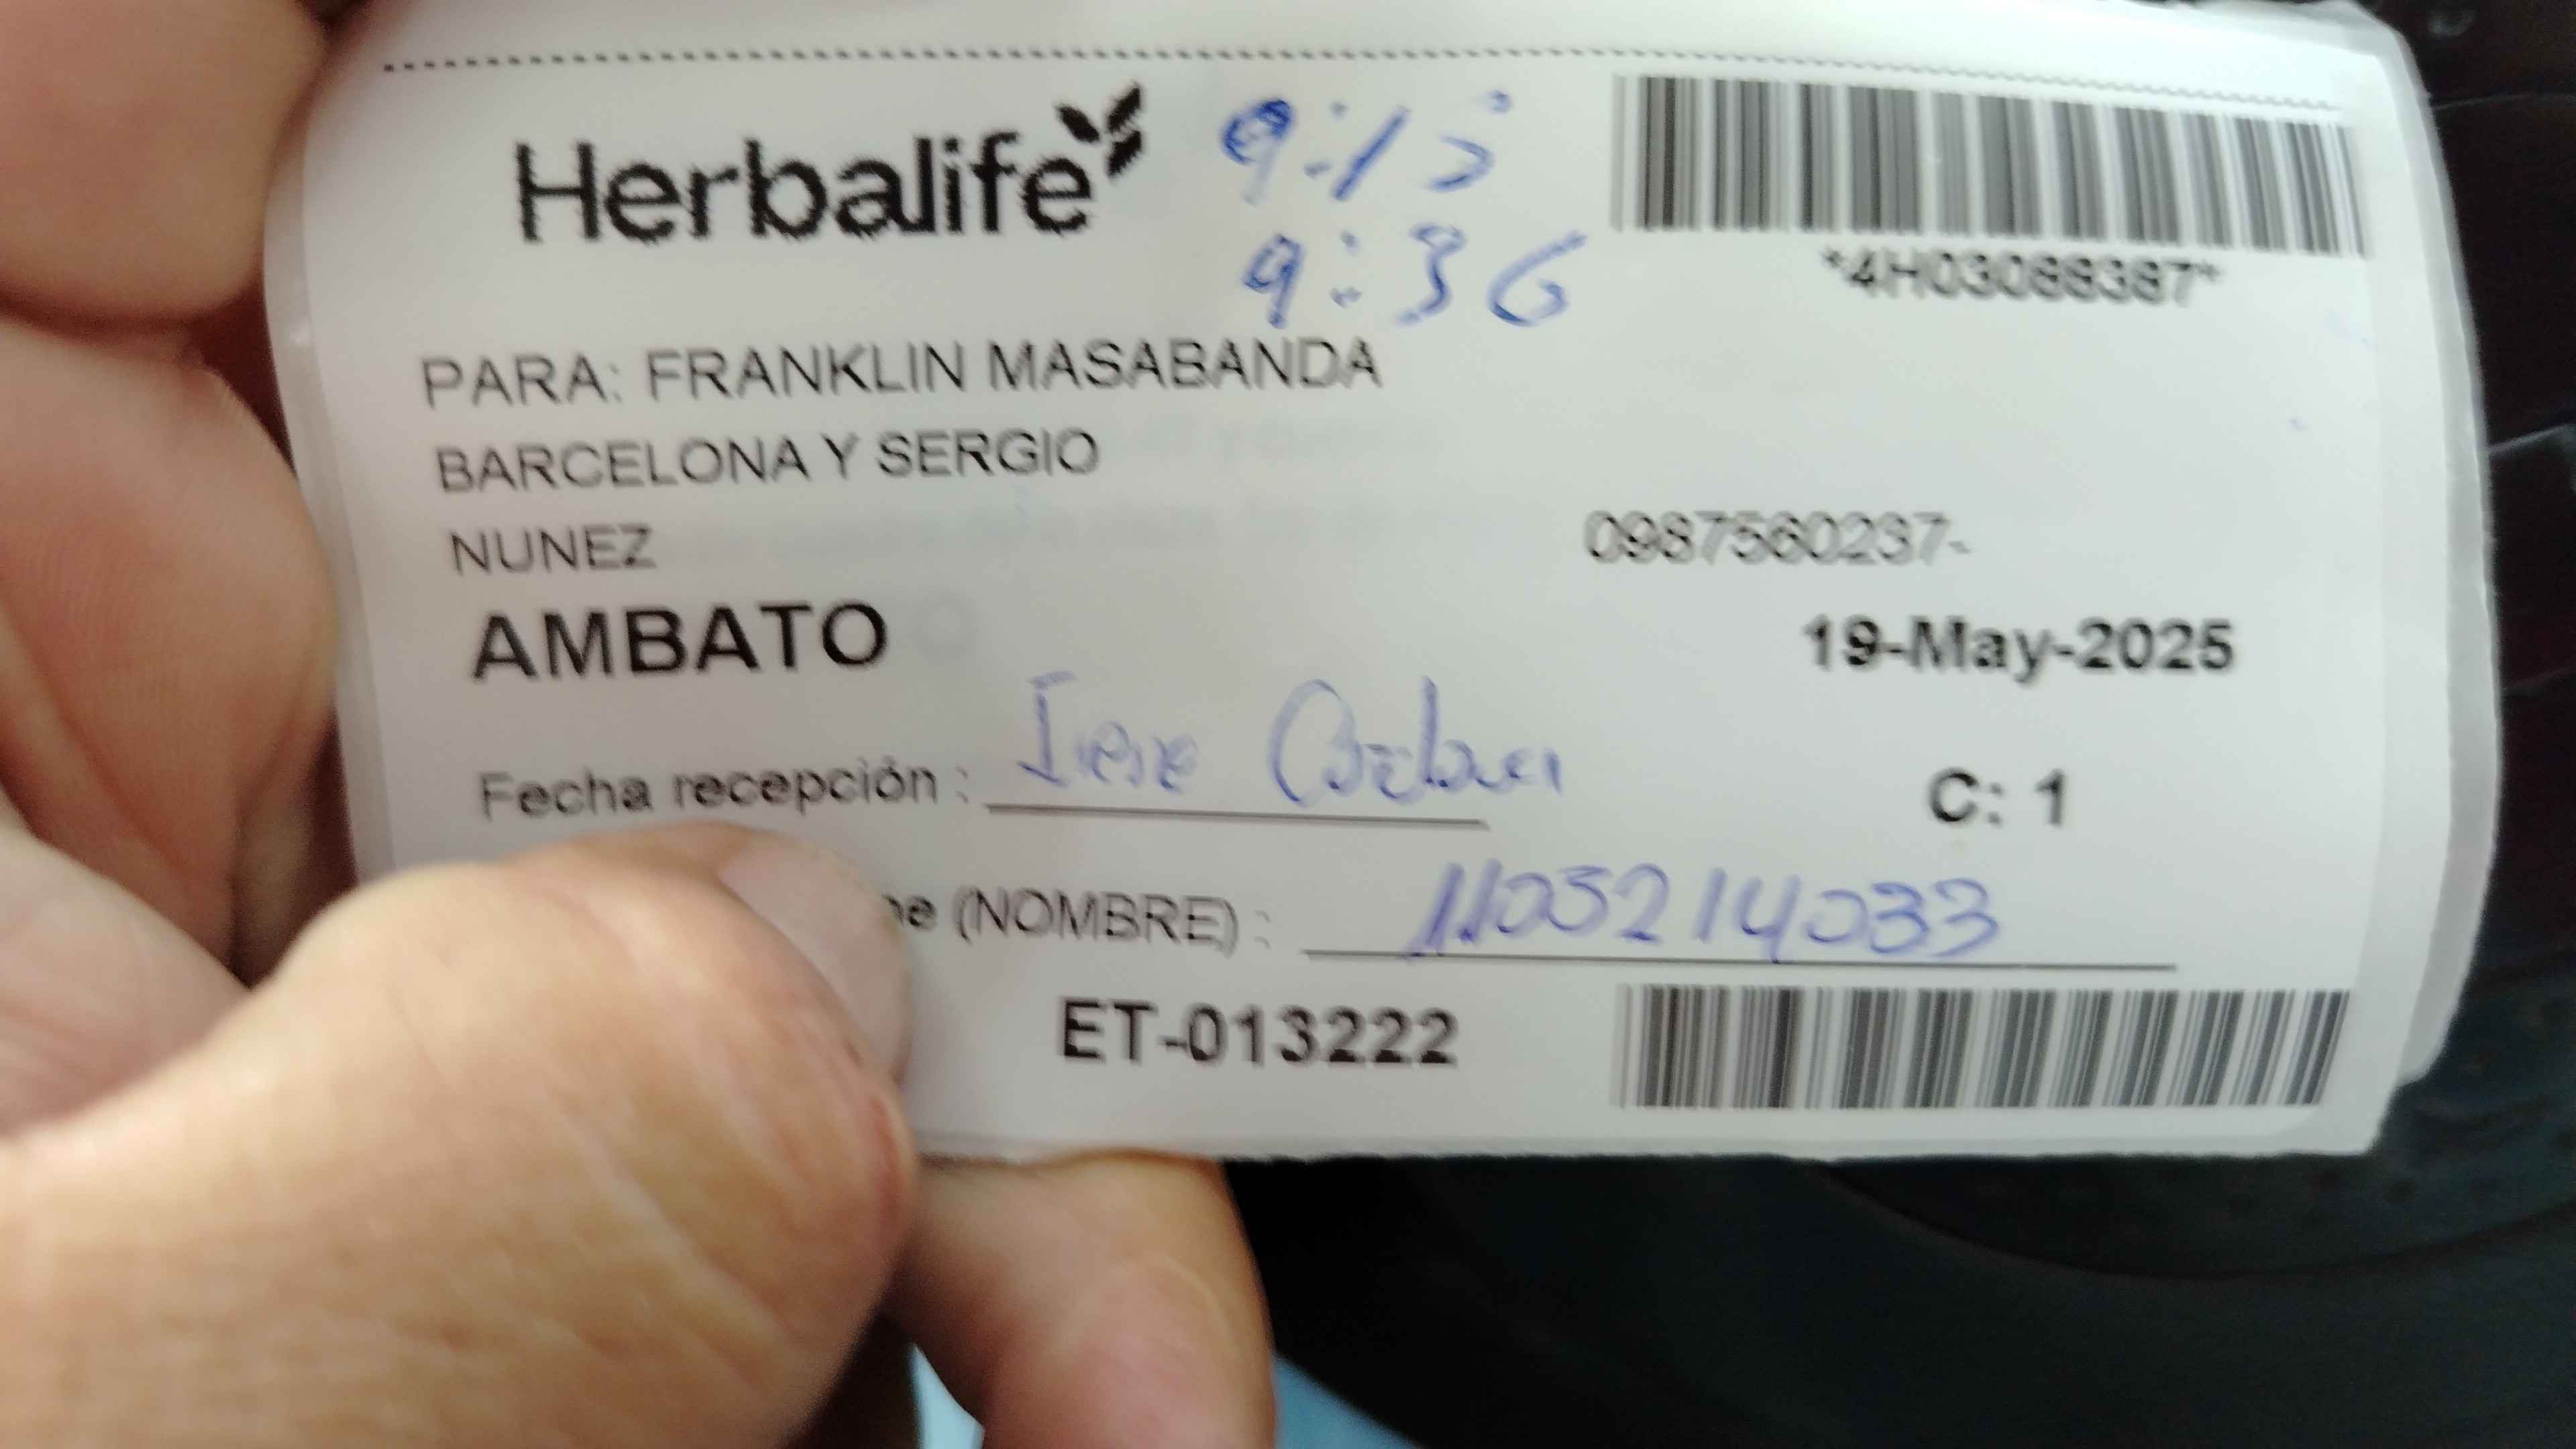 Herbalife
9:15
9:36
*4H03088387*
PARA: FRANKLIN MASABANDA
BARCELONA Y SERGIO
NUNEZ
0987560237-
AMBATO
19-May-2025
Fecha recepción : Irene
C: 1
(NOMBRE) : 1105214033
ET-013222